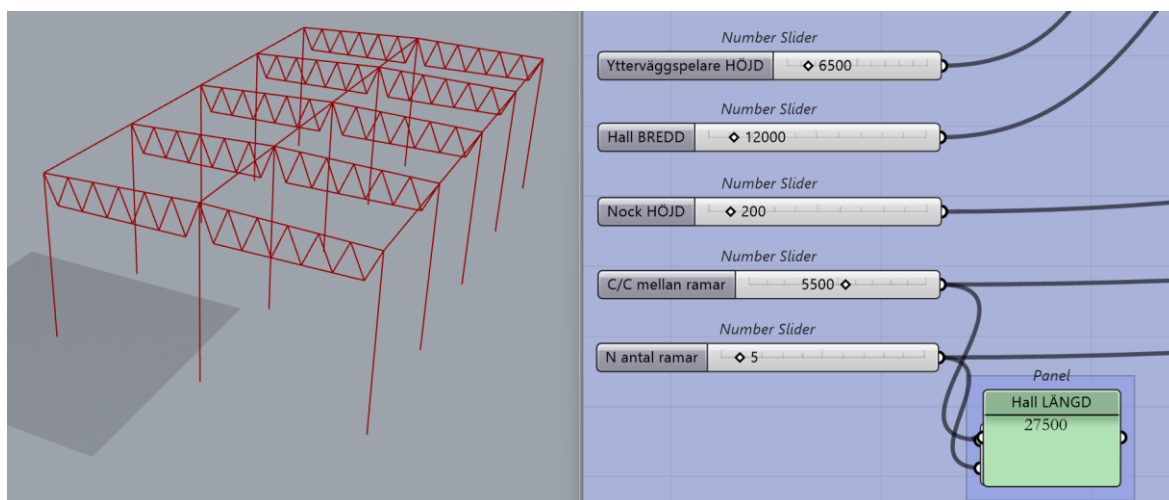 Number Slider
Ytterväggspelare HÖJD 6500
Number Slider
Hall BREDD 12000
Number Slider
Nock HÖJD 200
Number Slider
C/C mellan ramar 5500
Number Slider
N antal ramar 5
Panel
Hall LÄNGD
27500